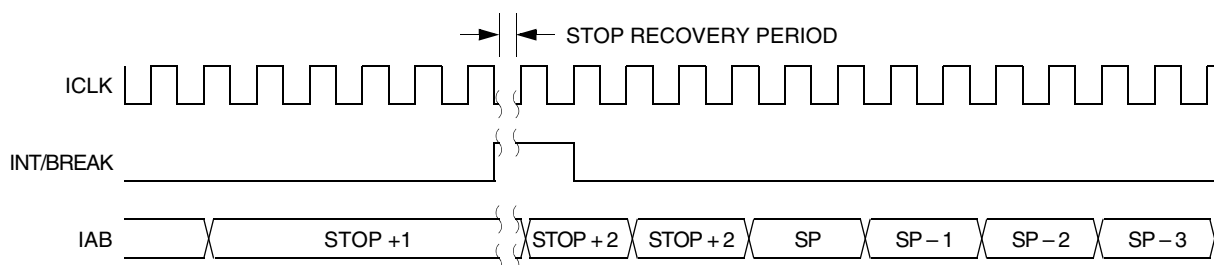 STOP RECOVERY PERIOD
ICLK
INT/BREAK
IAB STOP +1 STOP + 2 STOP + 2 SP SP – 1 SP – 2 SP – 3